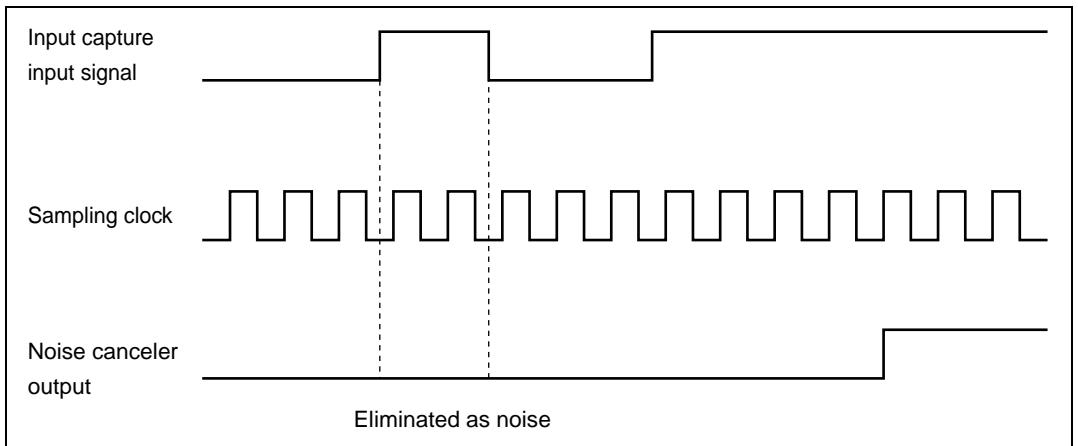 Input capture
input signal
Sampling clock
Noise canceler
output
Eliminated as noise